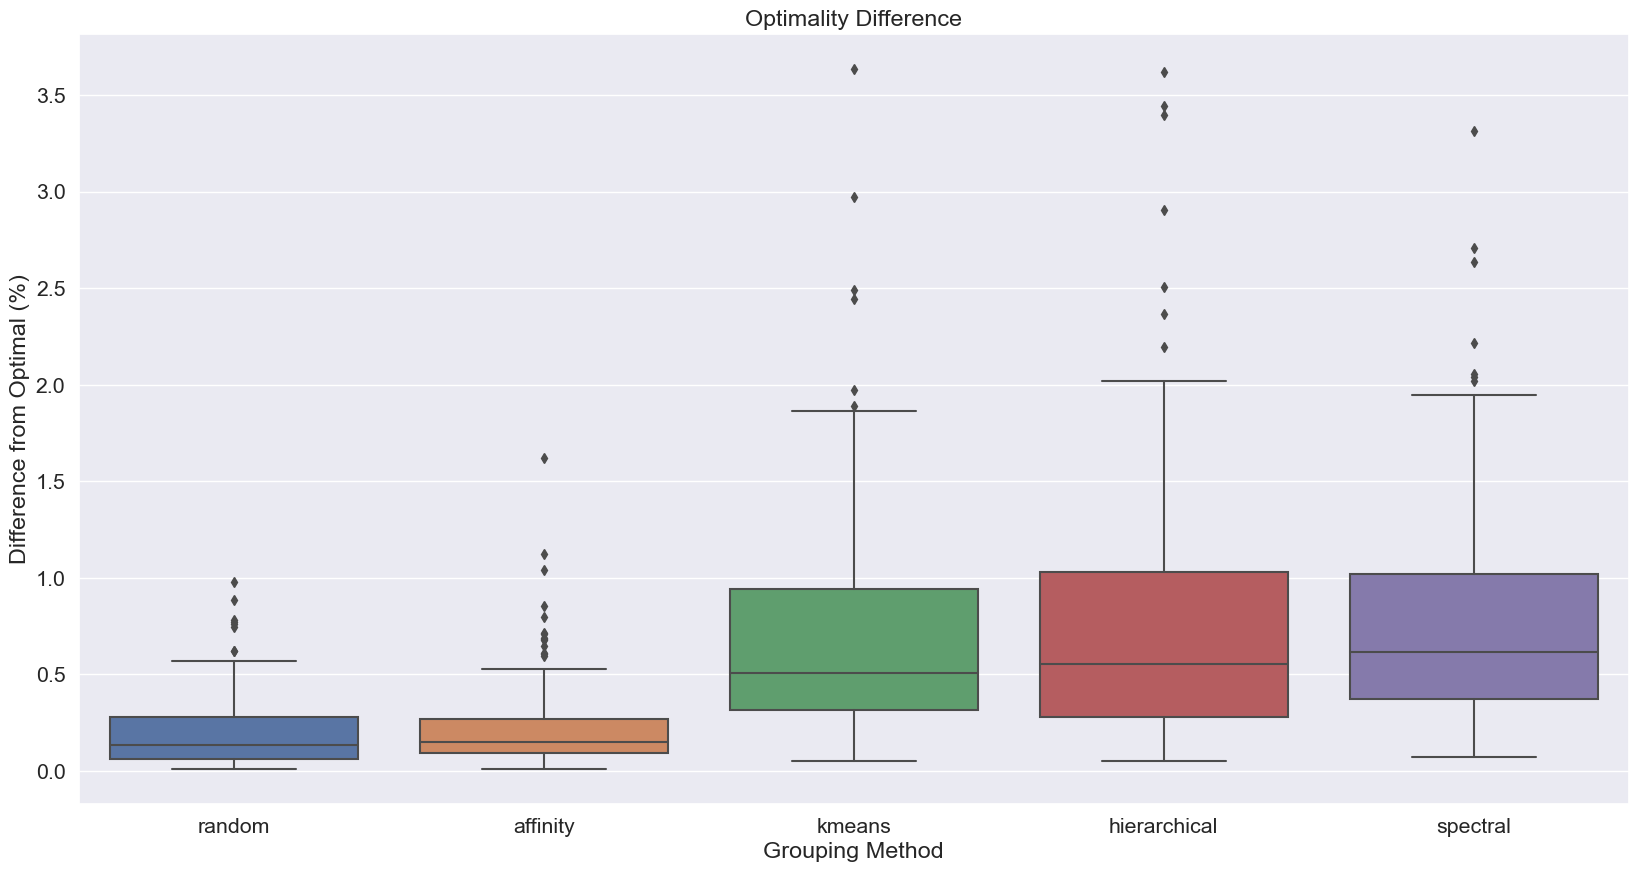 Optimality Difference
Difference from Optimal (%)
3.5
3.0
2.5
2.0
1.5
1.0
0.5
0.0
random affinity kmeans hierarchical spectral
Grouping Method